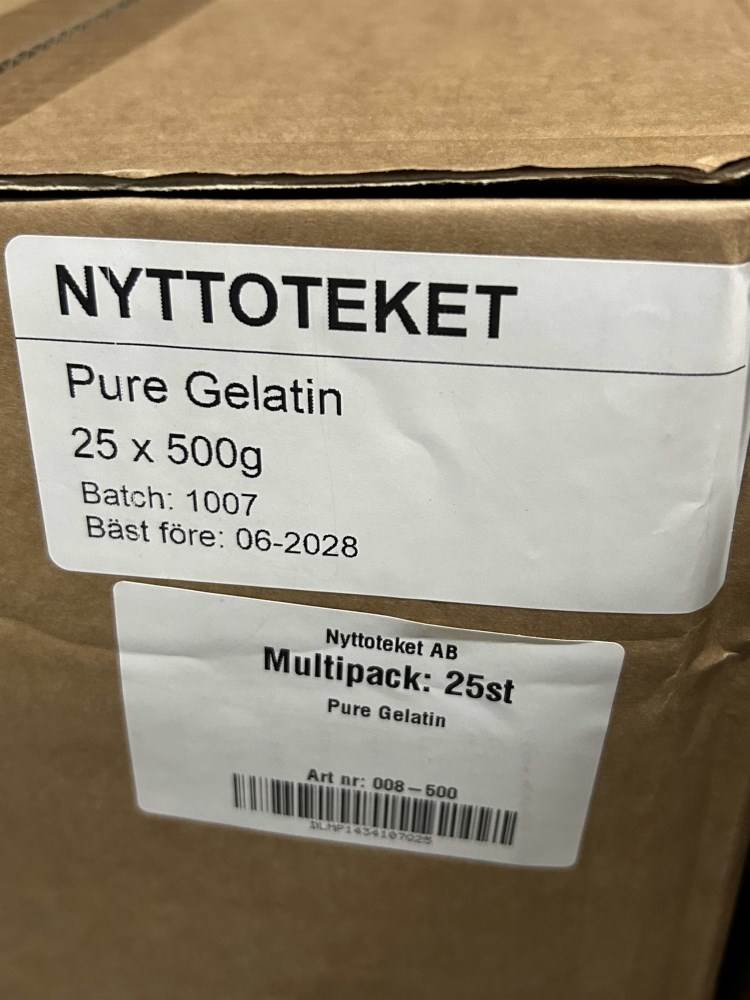 NYTTOTEKET
Pure Gelatin
25 x 500g
Batch: 1007
Bäst före: 06-2028
Nyttoteket AB
Multipack: 25st
Pure Gelatin
Art nr: 008-500